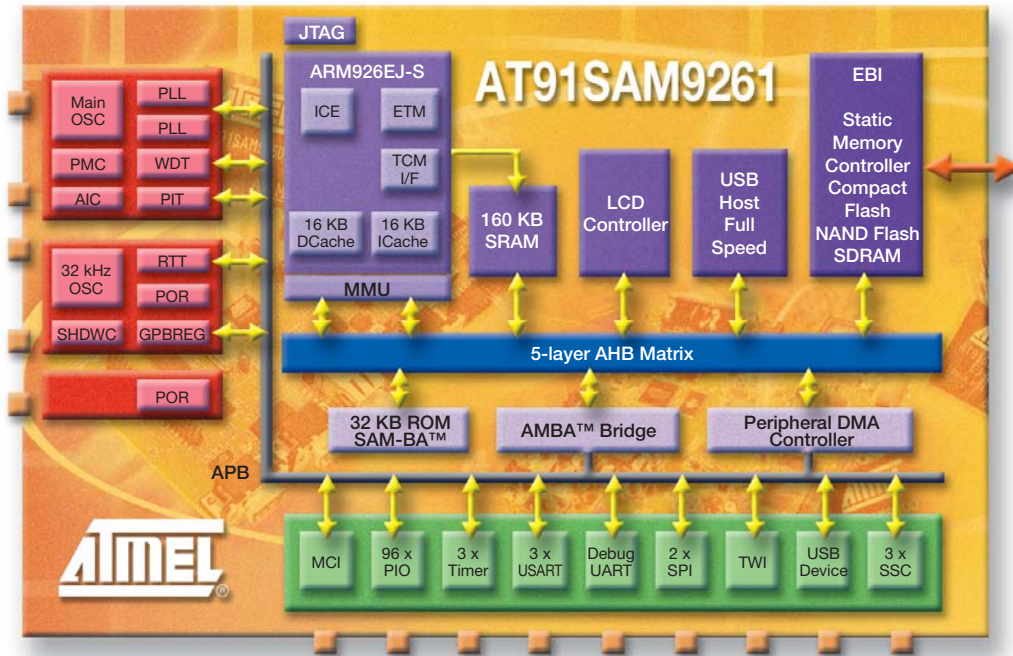 JTAG
AT91SAM9261
ARM926EJ-S
ICE
ETM
TCM
I/F
16 KB
DCache
16 KB
ICache
MMU
160 KB
SRAM
LCD
Controller
USB
Host
Full
Speed
EBI
Static
Memory
Controller
Compact
Flash
NAND Flash
SDRAM
Main
OSC
PLL
PLL
PMC
WDT
AIC
PIT
32 kHz
OSC
RTT
POR
SHDWC
GPBREG
POR
5-layer AHB Matrix
32 KB ROM
SAM-BA™
AMBA™ Bridge
Peripheral DMA
Controller
APB
ATMEL®
MCI
96 x
PIO
3 x
Timer
3 x
USART
Debug
UART
2 x
SPI
TWI
USB
Device
3 x
SSC